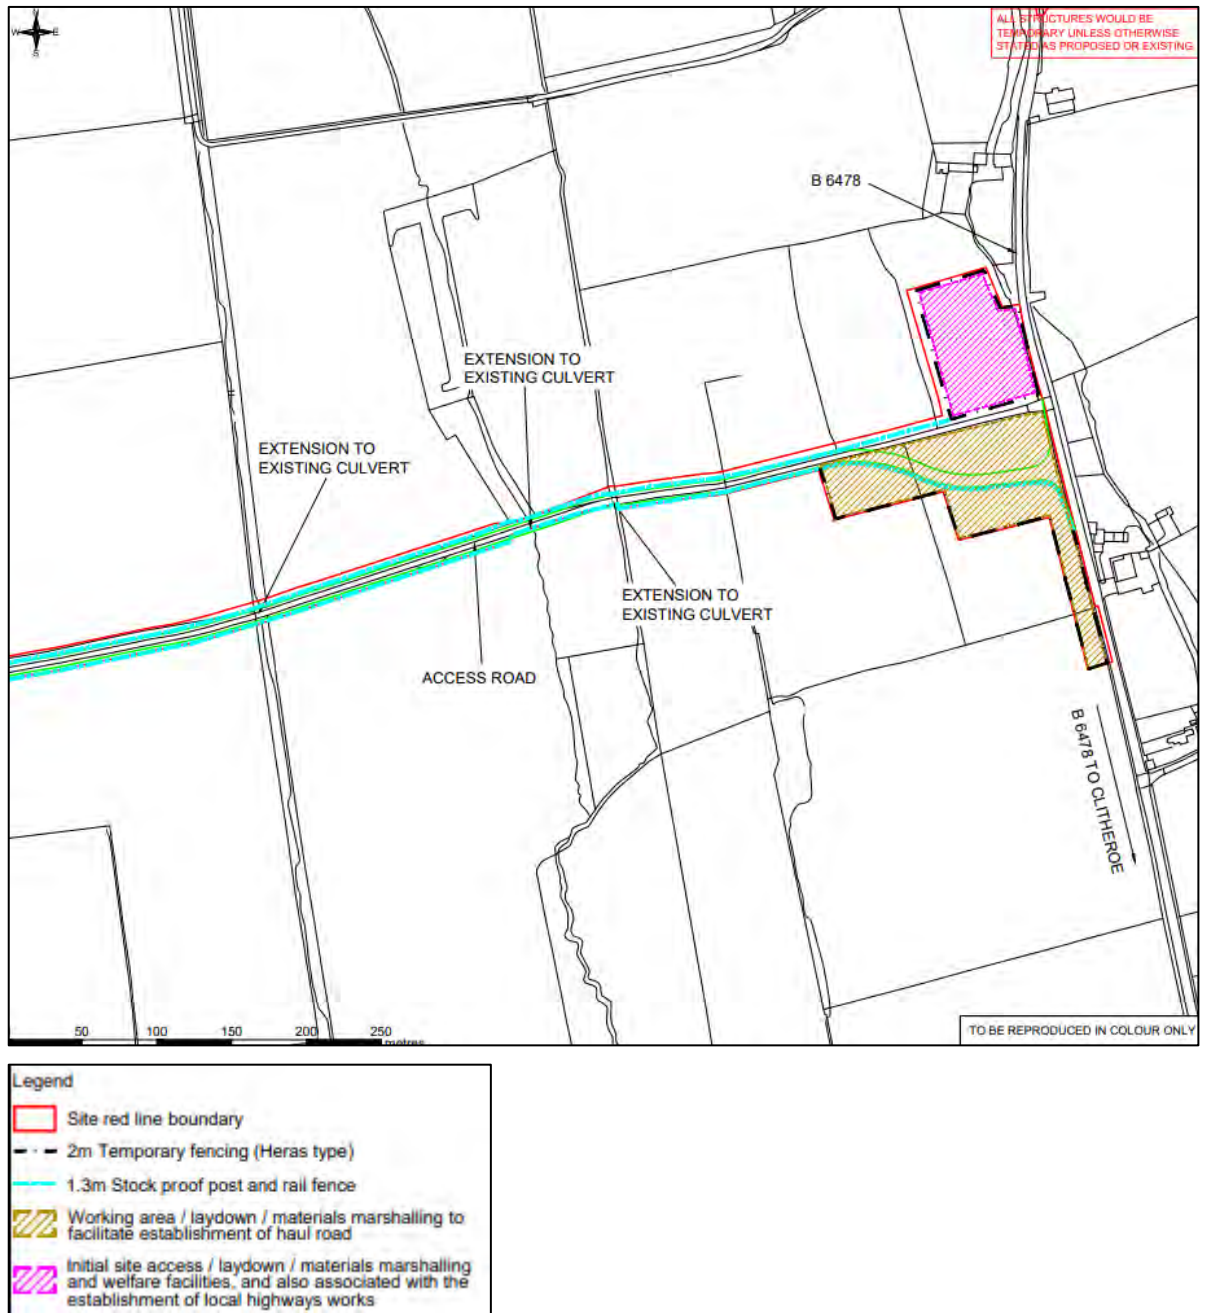 N
W E
S
ALL STRUCTURES WOULD BE
TEMPORARY UNLESS OTHERWISE
STATED AS PROPOSED OR EXISTING
B 6478
EXTENSION TO
EXISTING CULVERT
EXTENSION TO
EXISTING CULVERT
EXTENSION TO
EXISTING CULVERT
ACCESS ROAD
B 6478 TO CLITHEROE
50 100 150 200 250
metres
TO BE REPRODUCED IN COLOUR ONLY
Legend
Site red line boundary
2m Temporary fencing (Heras type)
1.3m Stock proof post and rail fence
Working area / laydown / materials marshalling to
facilitate establishment of haul road
Initial site access / laydown / materials marshalling
and welfare facilities, and also associated with the
establishment of local highways works